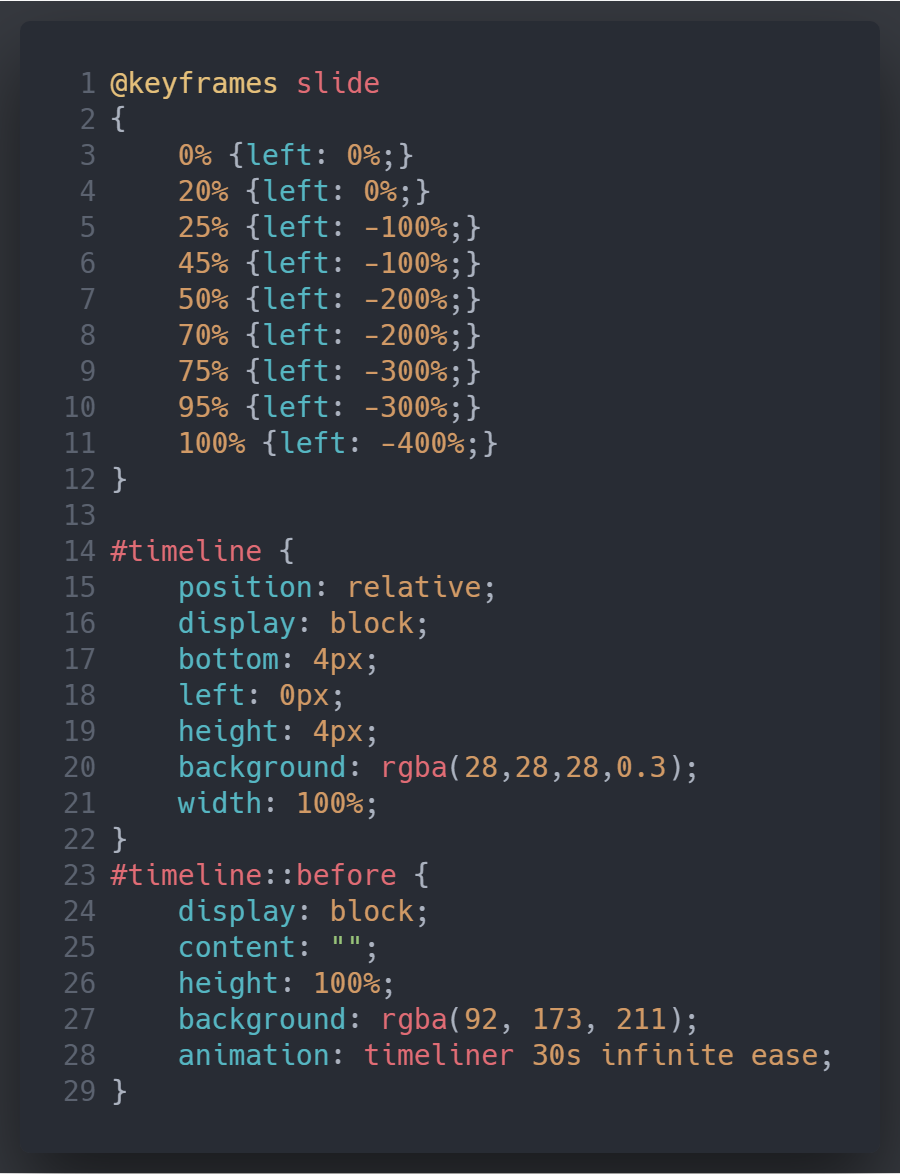 1 @keyframes slide
2 {
3     0% {left: 0%;}
4     20% {left: 0%;}
5     25% {left: -100%;}
6     45% {left: -100%;}
7     50% {left: -200%;}
8     70% {left: -200%;}
9     75% {left: -300%;}
10     95% {left: -300%;}
11     100% {left: -400%;}
12 }
13
14 #timeline {
15     position: relative;
16     display: block;
17     bottom: 4px;
18     left: 0px;
19     height: 4px;
20     background: rgba(28,28,28,0.3);
21     width: 100%;
22 }
23 #timeline::before {
24     display: block;
25     content: "";
26     height: 100%;
27     background: rgba(92, 173, 211);
28     animation: timeliner 30s infinite ease;
29 }